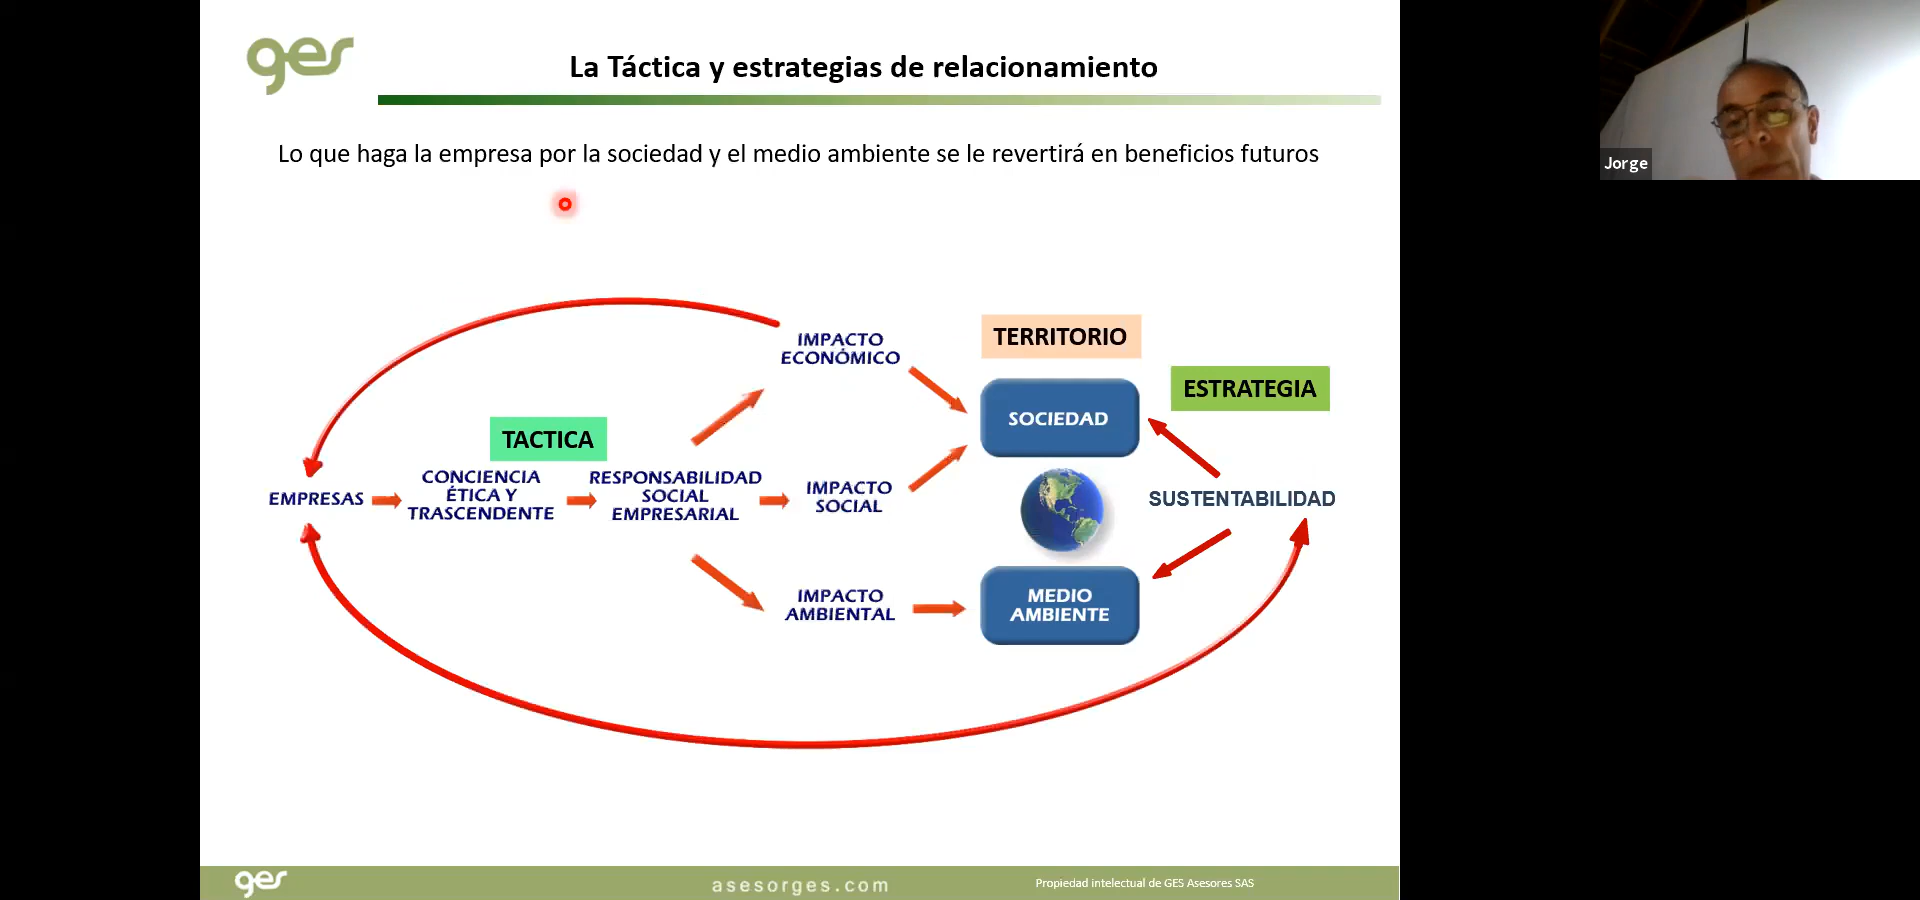 ges
La Táctica y estrategias de relacionamiento
Jorge
Lo que haga la empresa por la sociedad y el medio ambiente se le revertirá en beneficios futuros
IMPACTO
ECONÓMICO
TERRITORIO
ESTRATEGIA
SOCIEDAD
TACTICA
EMPRESAS
CONCIENCIA
ÉTICA Y
TRASCENDENTE
RESPONSABILIDAD
SOCIAL
EMPRESARIAL
IMPACTO
SOCIAL
SUSTENTABILIDAD
IMPACTO
AMBIENTAL
MEDIO
AMBIENTE
ges
asesorges.com
Propiedad intelectual de GES Asesores SAS